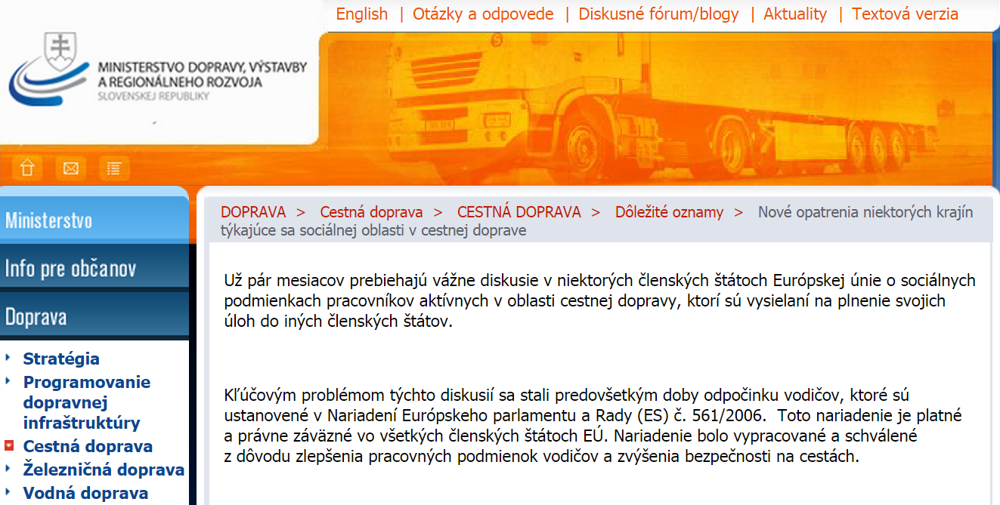 English | Otázky a odpovede | Diskusné fórum/blogy | Aktuality | Textová verzia
MINISTERSTVO DOPRAVY, VÝSTAVBY
A REGIONÁLNEHO ROZVOJA
SLOVENSKEJ REPUBLIKY
Ministerstvo
Info pre občanov
Doprava
Stratégia
Programovanie
dopravnej
infraštruktúry
Cestná doprava
Železničná doprava
Vodná doprava
DOPRAVA > Cestná doprava > CESTNÁ DOPRAVA > Dôležité oznamy > Nové opatrenia niektorých krajín
týkajúce sa sociálnej oblasti v cestnej doprave
Už pár mesiacov prebiehajú vážne diskusie v niektorých členských štátoch Európskej únie o sociálnych
podmienkach pracovníkov aktívnych v oblasti cestnej dopravy, ktorí sú vysielaní na plnenie svojich
úloh do iných členských štátov.
Kľúčovým problémom týchto diskusií sa stali predovšetkým doby odpočinku vodičov, ktoré sú
ustanovené v Nariadení Európskeho parlamentu a Rady (ES) č. 561/2006. Toto nariadenie je platné
a právne záväzné vo všetkých členských štátoch EÚ. Nariadenie bolo vypracované a schválené
z dôvodu zlepšenia pracovných podmienok vodičov a zvýšenia bezpečnosti na cestách.